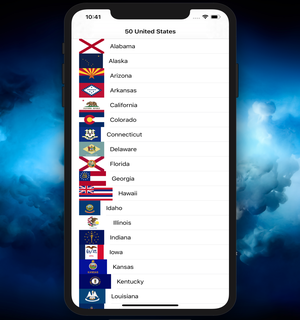 10:41
50 United States
Alabama
Alaska
Arizona
Arkansas
California
Colorado
Connecticut
Delaware
Florida
Georgia
Hawaii
Idaho
Illinois
Indiana
Iowa
Kansas
Kentucky
Louisiana